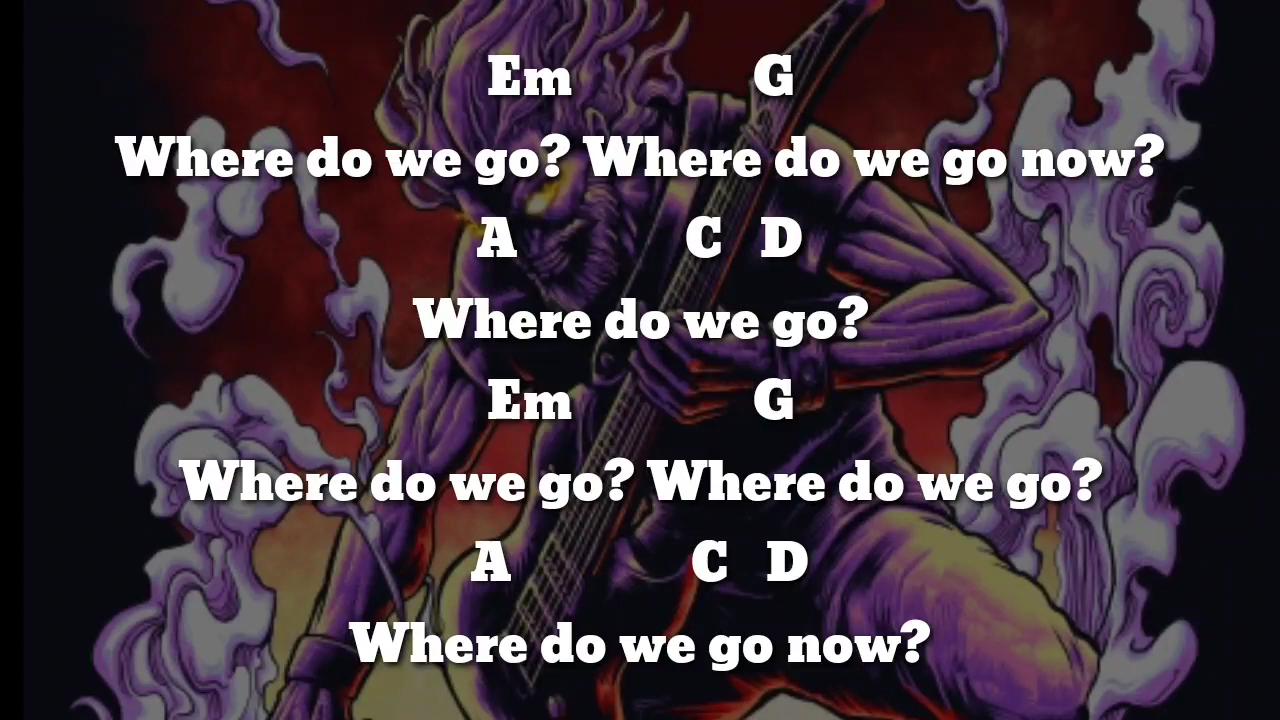 Em G
Where do we go? Where do we go now?
A C D
Where do we go?
Em G
Where do we go? Where do we go?
A C D
Where do we go now?